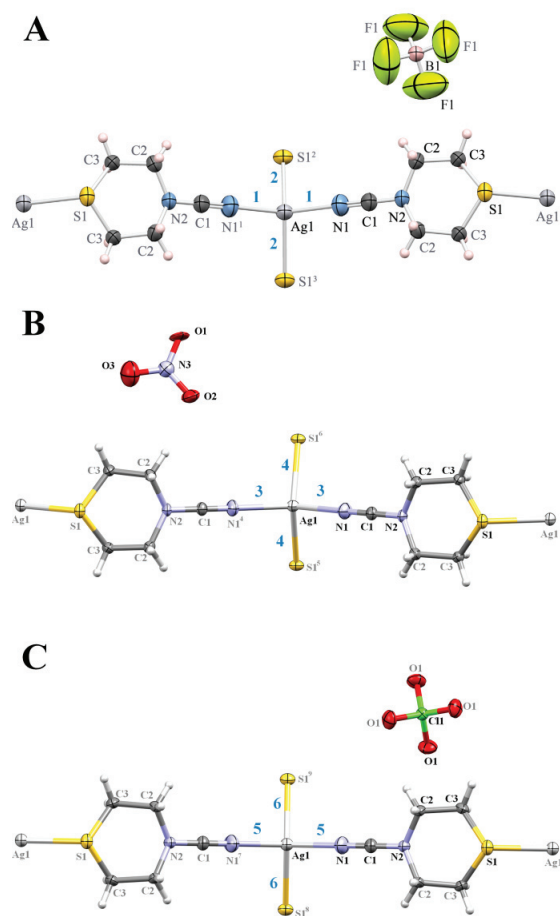 A
F1
F1
B1
F1
F1
C3 C2 S1² C2 C3
2
Ag1 S1 N2 C1 N1¹ 1 Ag1 1 N1 C1 N2 S1 Ag1
C3 C2 2 C2 C3
S1³
B
O1
O3 N3
O2
C3 C2 S1⁶ C2 C3
4
Ag1 S1 N2 C1 N1⁴ 3 Ag1 3 N1 C1 N2 S1 Ag1
C3 C2 4 C2 C3
S1⁵
C
O1
O1 Cl1 O1
O1
C3 C2 S1⁹ C2 C3
6
Ag1 S1 N2 C1 N1⁷ 5 Ag1 5 N1 C1 N2 S1 Ag1
C3 C2 6 C2 C3
S1⁸